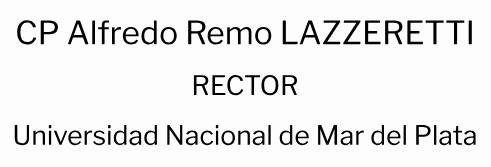 CP Alfredo Remo LAZZERETTI
RECTOR
Universidad Nacional de Mar del Plata